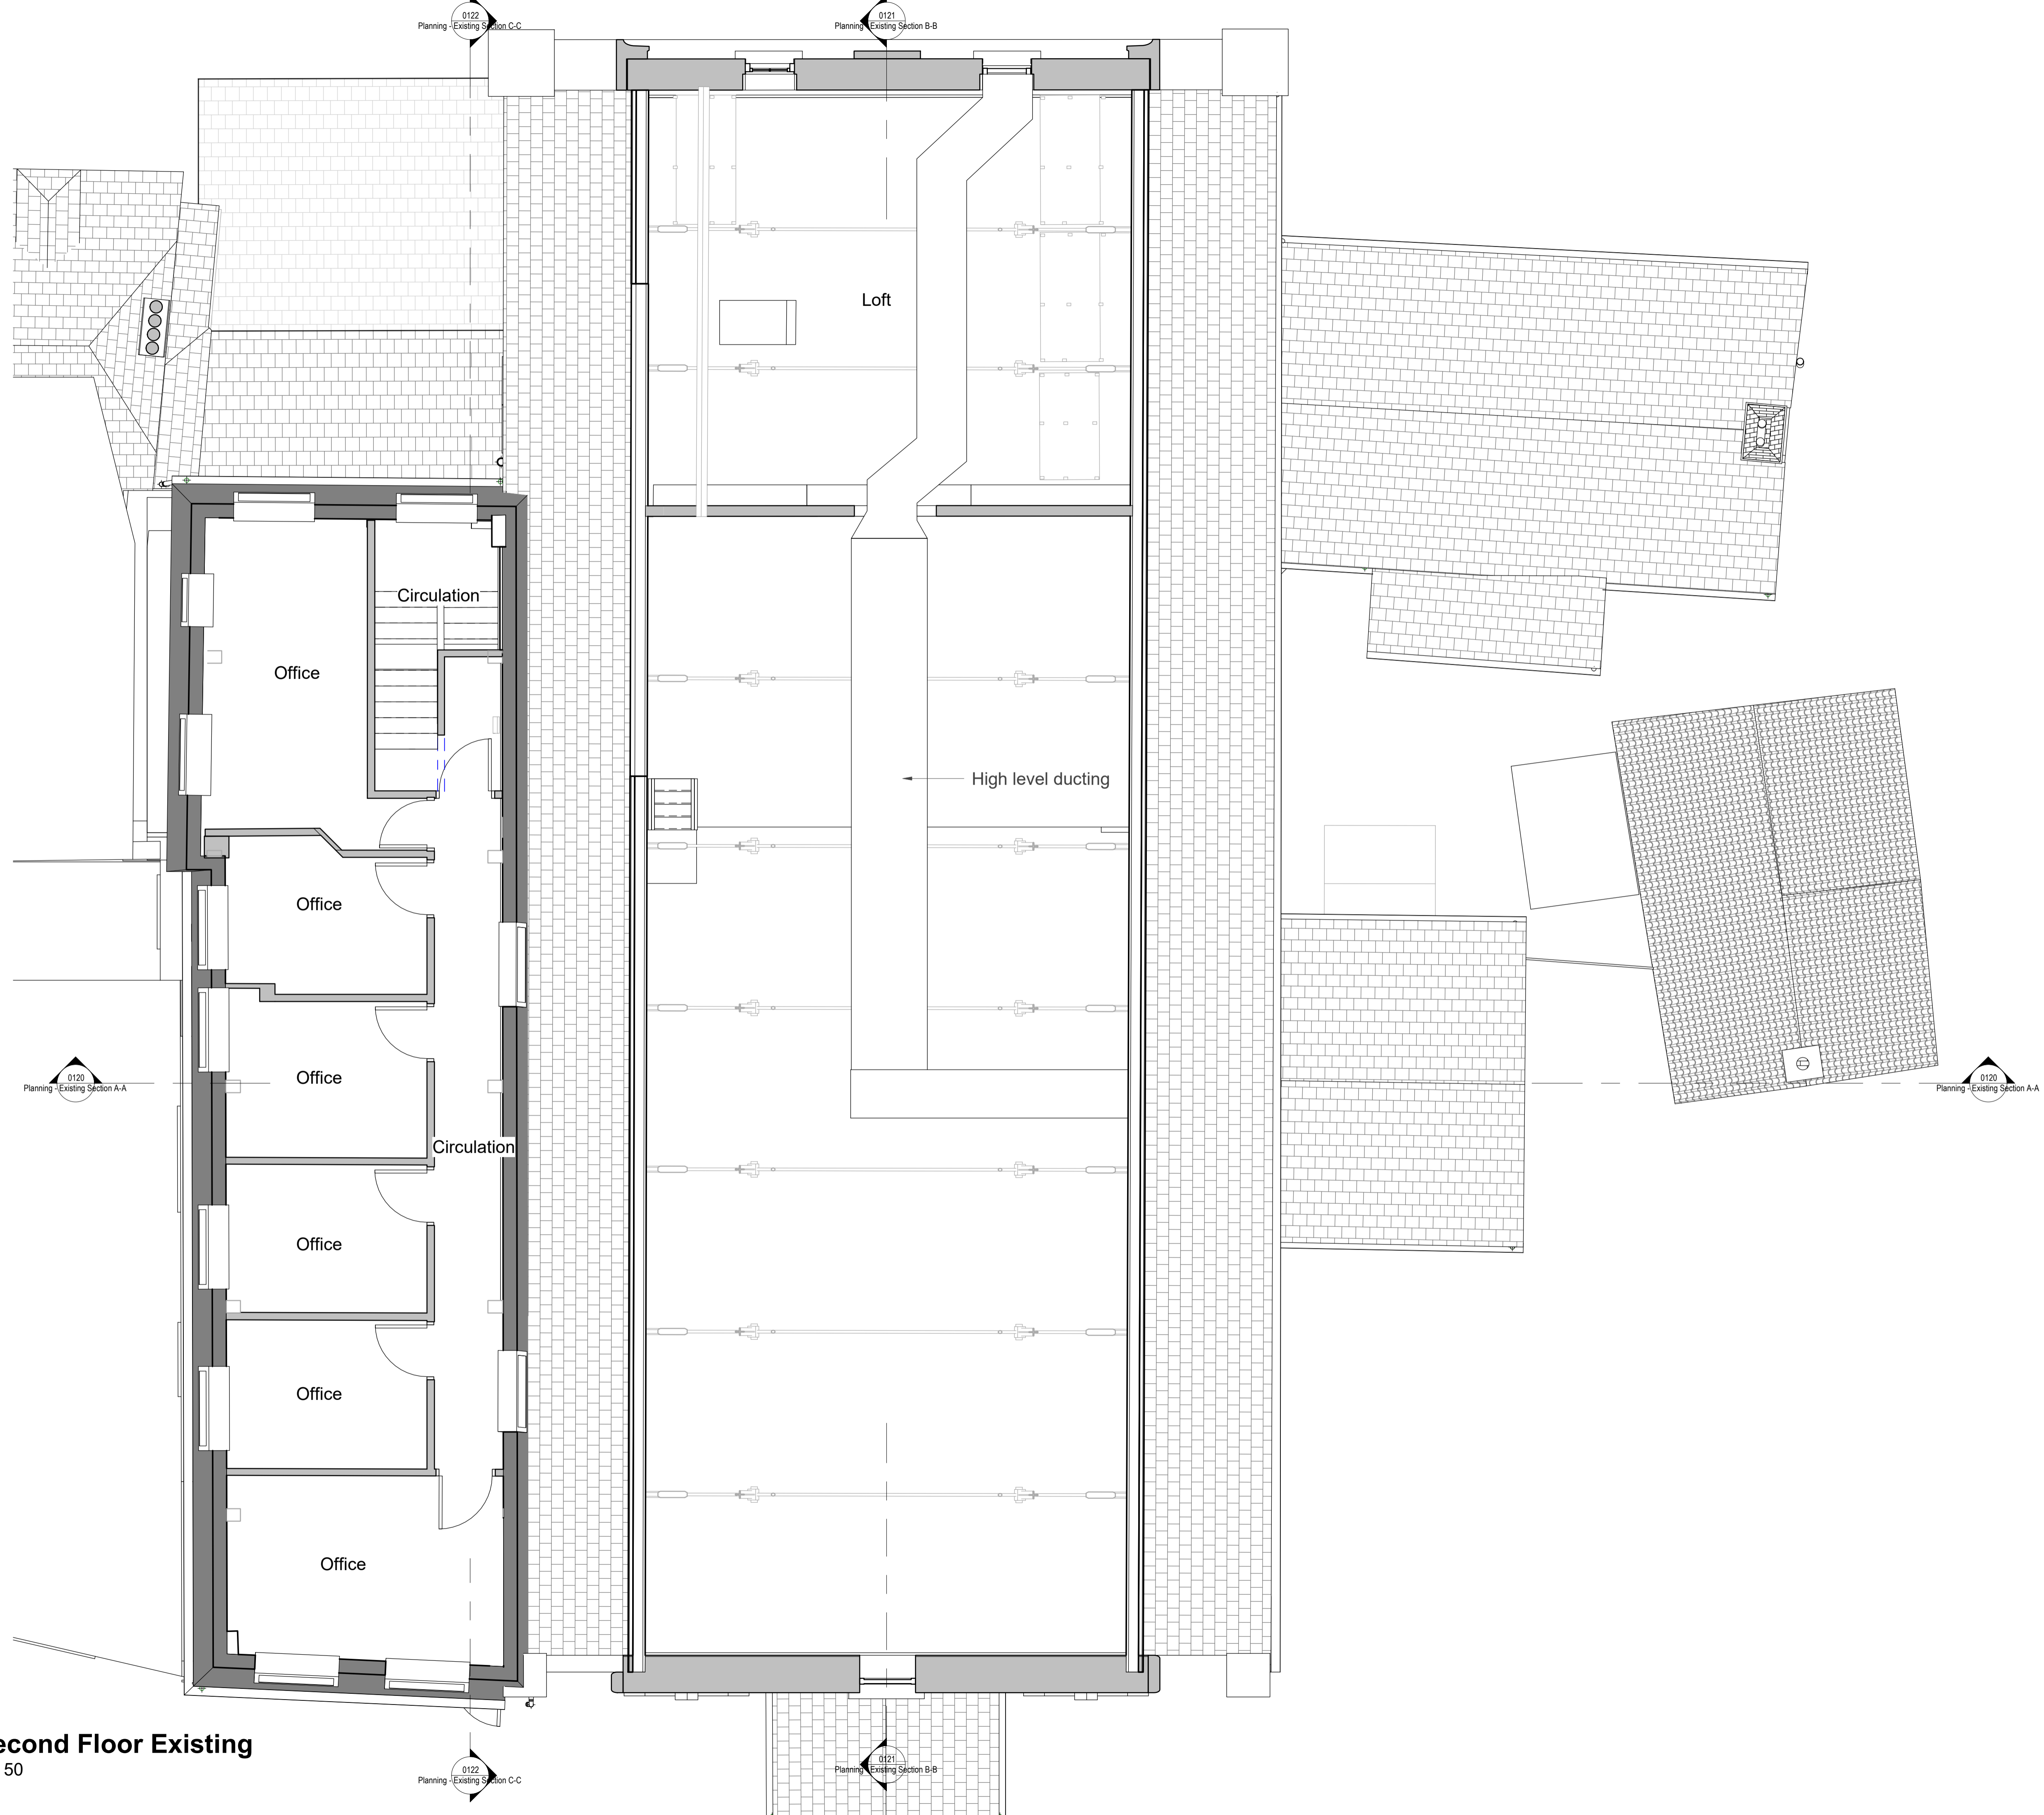 0122
Planning - Existing Section C-C
0121
Planning - Existing Section B-B
Loft
Circulation
Office
High level ducting
Office
Office
0120
Planning - Existing Section A-A
0120
Planning - Existing Section A-A
Circulation
Office
Office
Office
econd Floor Existing
50
0122
Planning - Existing Section C-C
0121
Planning - Existing Section B-B